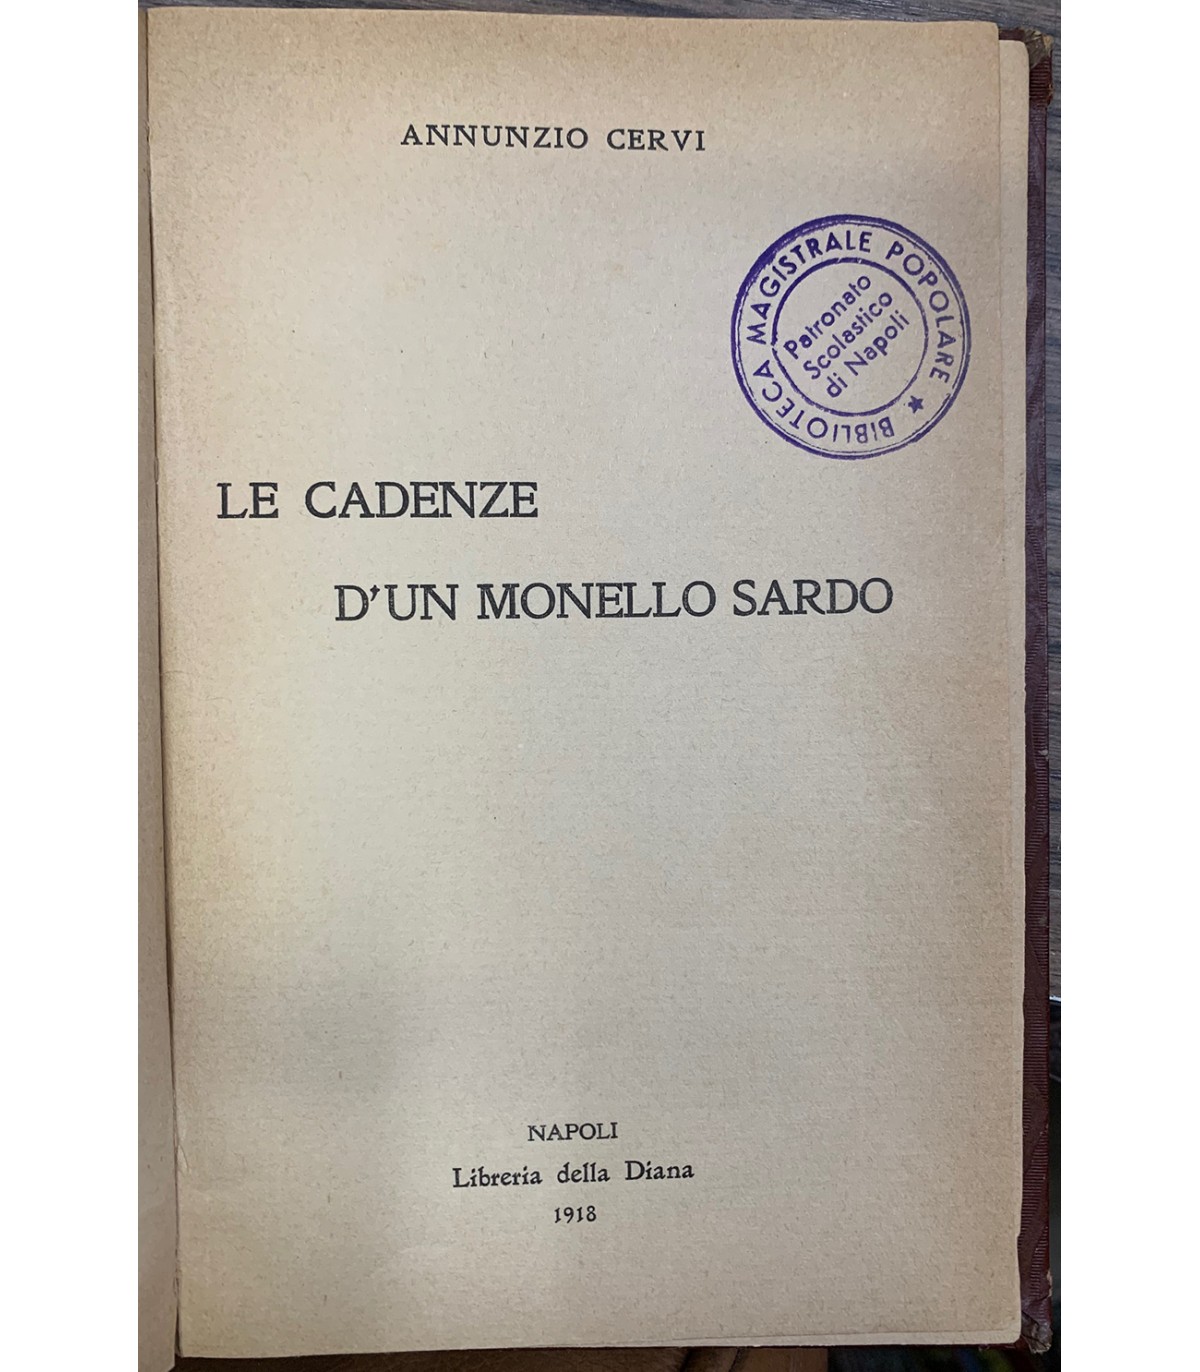 ANNUNZIO CERVI
BIBLIOTECA MAGISTRALE POPOLARE ★
Patronato
Scolastico
di Napoli
LE CADENZE
D'UN MONELLO SARDO
NAPOLI
Libreria della Diana
1918